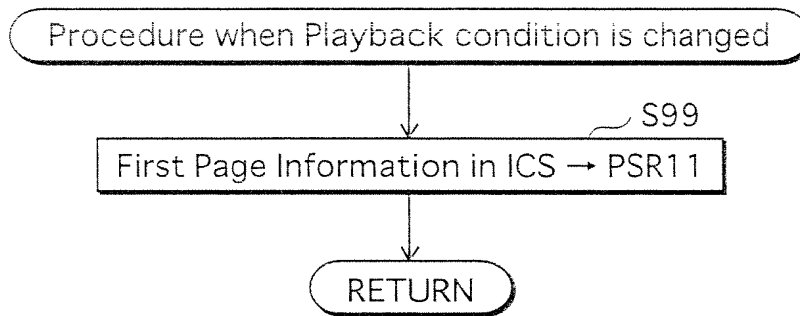 Procedure when Playback condition is changed
S99
First Page Information in ICS → PSR11
RETURN